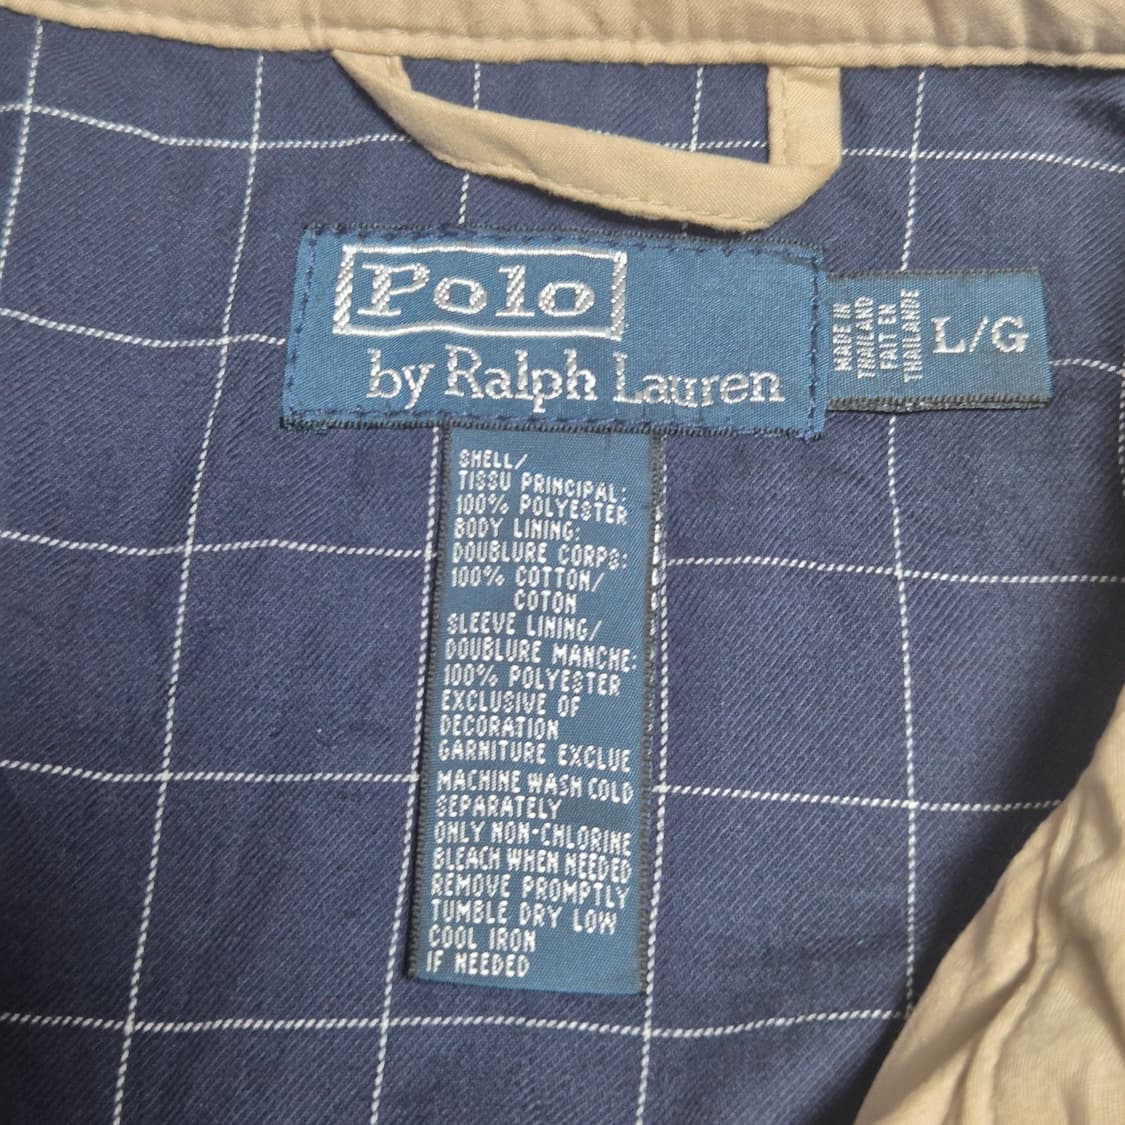 Polo
by Ralph Lauren
MADE IN
THAILAND
FAIT EN
THAILANDE
L/G
SHELL/
TISSU PRINCIPAL:
100% POLYESTER
BODY LINING:
DOUBLURE CORPS:
100% COTTON/
COTON
SLEEVE LINING/
DOUBLURE MANCHE:
100% POLYESTER
EXCLUSIVE OF
DECORATION
GARNITURE EXCLUE
MACHINE WASH COLD
SEPARATELY
ONLY NON-CHLORINE
BLEACH WHEN NEEDED
REMOVE PROMPTLY
TUMBLE DRY LOW
COOL IRON
IF NEEDED